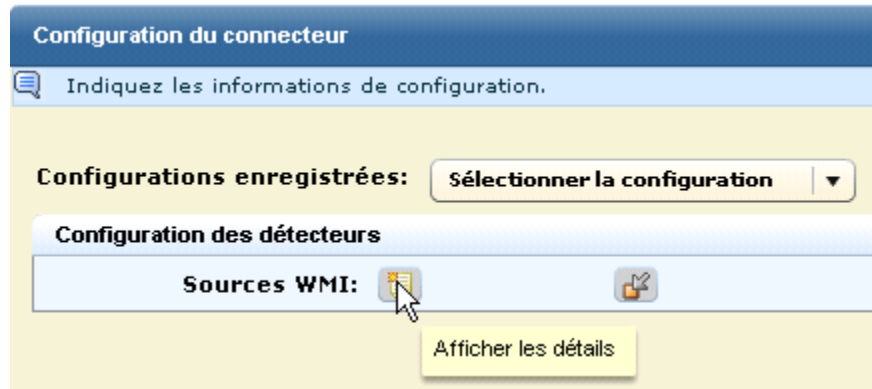 Configuration du connecteur
Indiquez les informations de configuration.
Configurations enregistrées: Sélectionner la configuration
Configuration des détecteurs
Sources WMI:
Afficher les détails